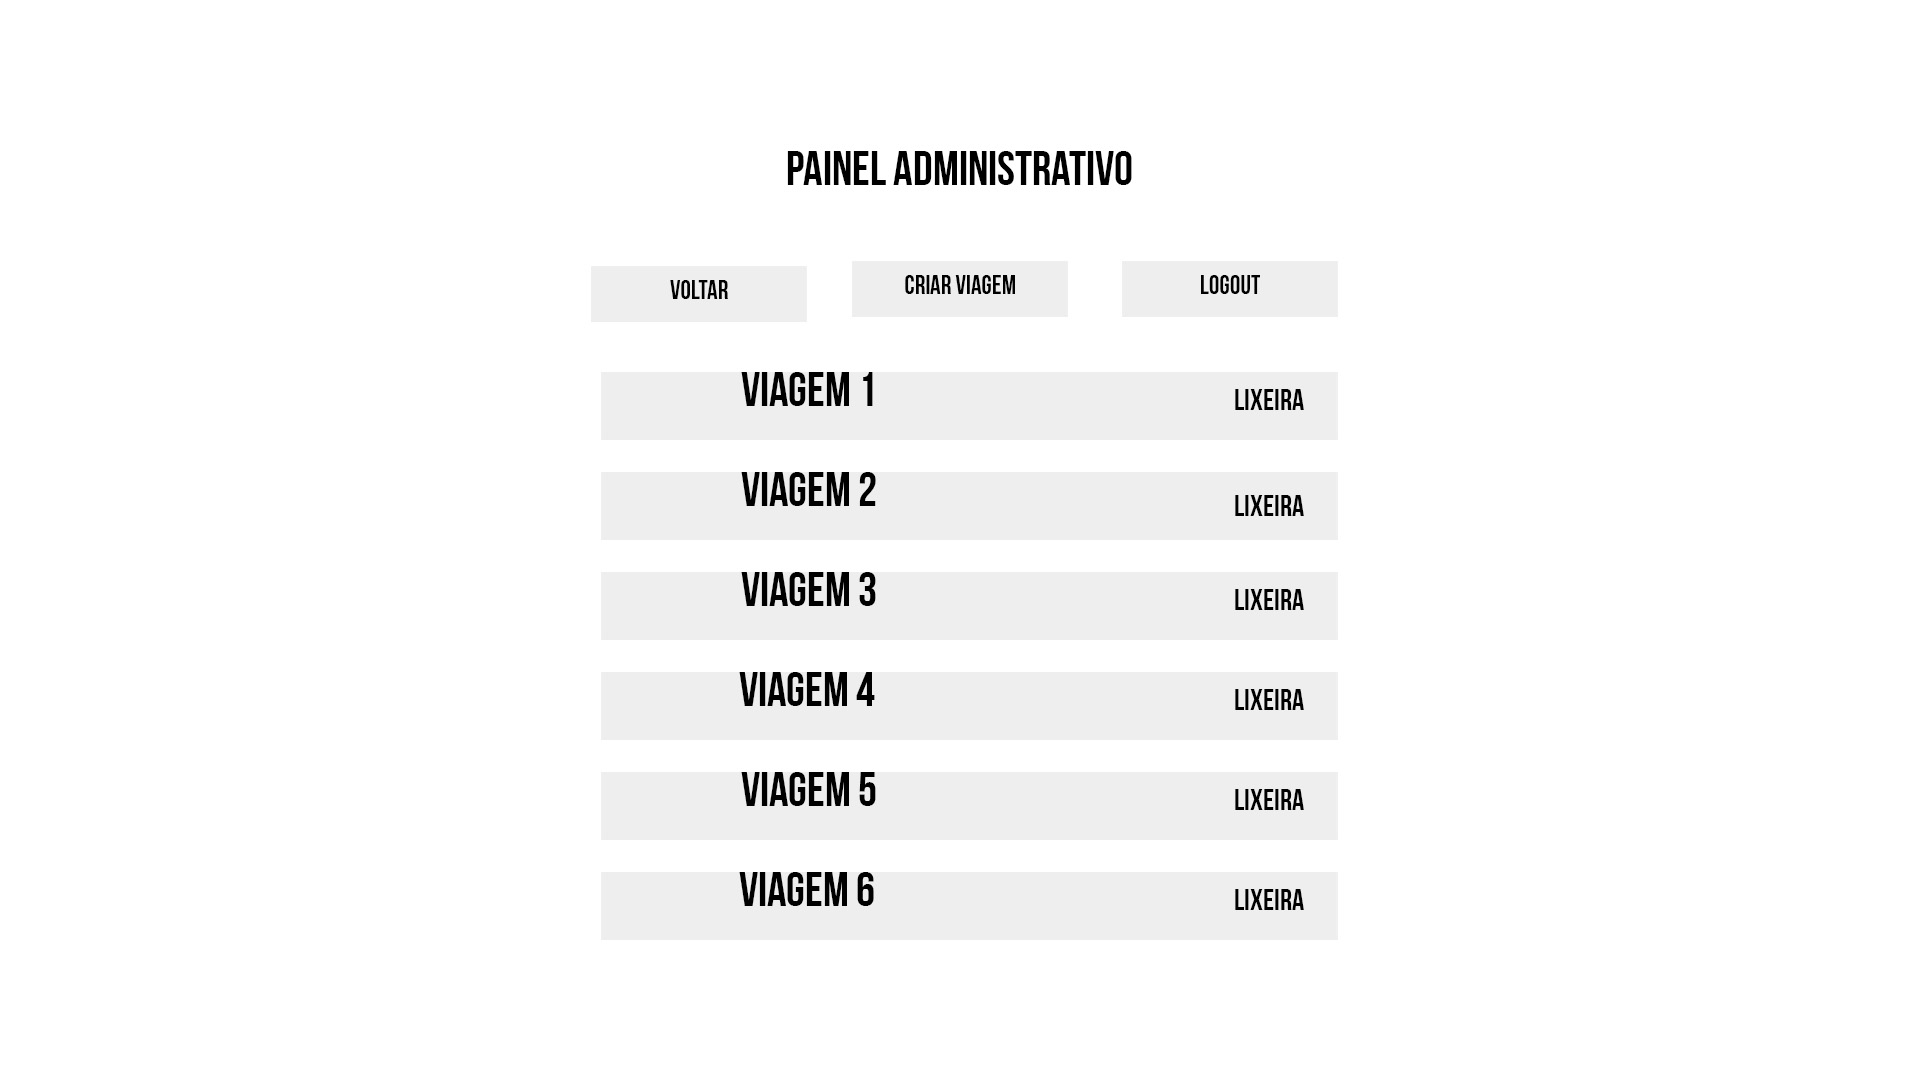 PAINEL ADMINISTRATIVO
VOLTAR
CRIAR VIAGEM
LOGOUT
VIAGEM 1
LIXEIRA
VIAGEM 2
LIXEIRA
VIAGEM 3
LIXEIRA
VIAGEM 4
LIXEIRA
VIAGEM 5
LIXEIRA
VIAGEM 6
LIXEIRA